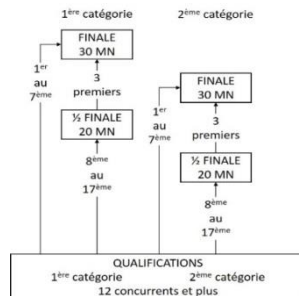 1ère catégorie
2ème catégorie
FINALE
30 MN
1er
au
7ème
3
premiers
½ FINALE
20 MN
8ème
au
17ème
FINALE
30 MN
1er
au
7ème
3
premiers
½ FINALE
20 MN
8ème
au
17ème
QUALIFICATIONS
1ère catégorie 2ème catégorie
12 concurrents et plus